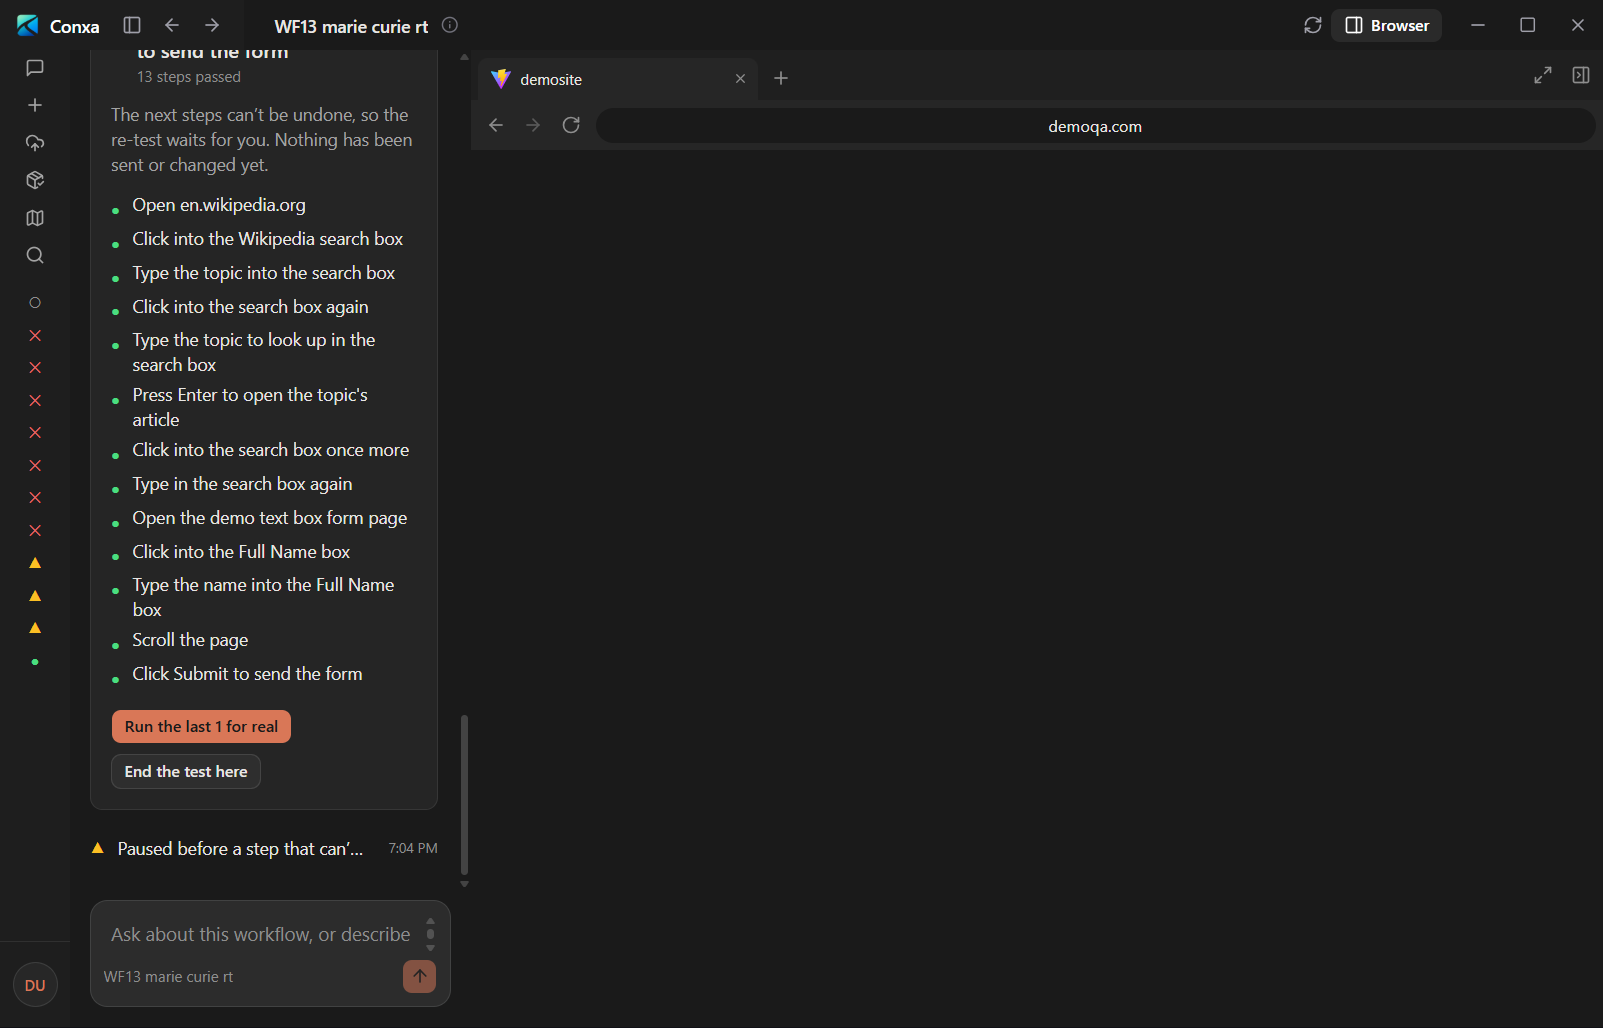 Conxa
WF13 marie curie rt
Browser
to send the form
13 steps passed
The next steps can’t be undone, so the
re-test waits for you. Nothing has been
sent or changed yet.
Open en.wikipedia.org
Click into the Wikipedia search box
Type the topic into the search box
Click into the search box again
Type the topic to look up in the
search box
Press Enter to open the topic's
article
Click into the search box once more
Type in the search box again
Open the demo text box form page
Click into the Full Name box
Type the name into the Full Name
box
Scroll the page
Click Submit to send the form
Run the last 1 for real
End the test here
Paused before a step that can’... 7:04 PM
Ask about this workflow, or describe
WF13 marie curie rt
DU
demosite
demoqa.com